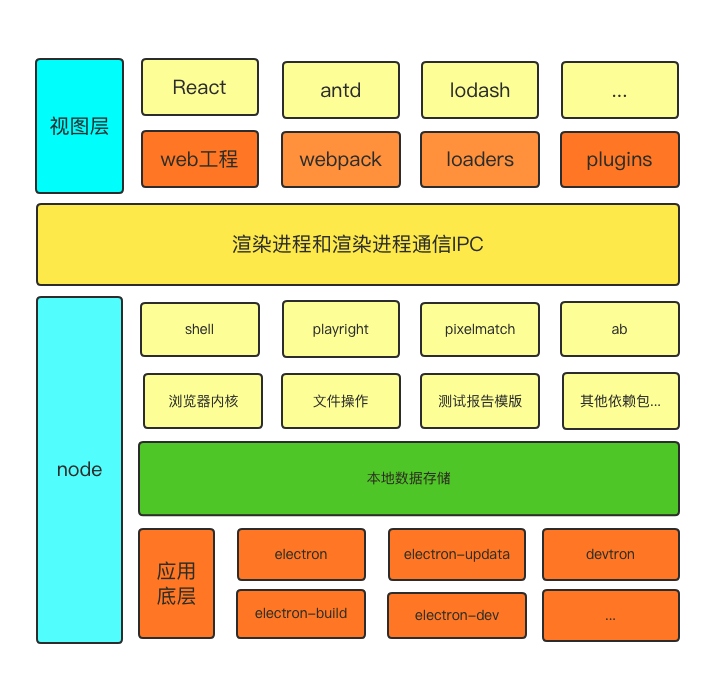 视图层
React
antd
lodash
...
web工程
webpack
loaders
plugins
渲染进程和渲染进程通信IPC
node
shell
playright
pixelmatch
ab
浏览器内核
文件操作
测试报告模版
其他依赖包...
本地数据存储
应用
底层
electron
electron-updata
devtron
electron-build
electron-dev
...